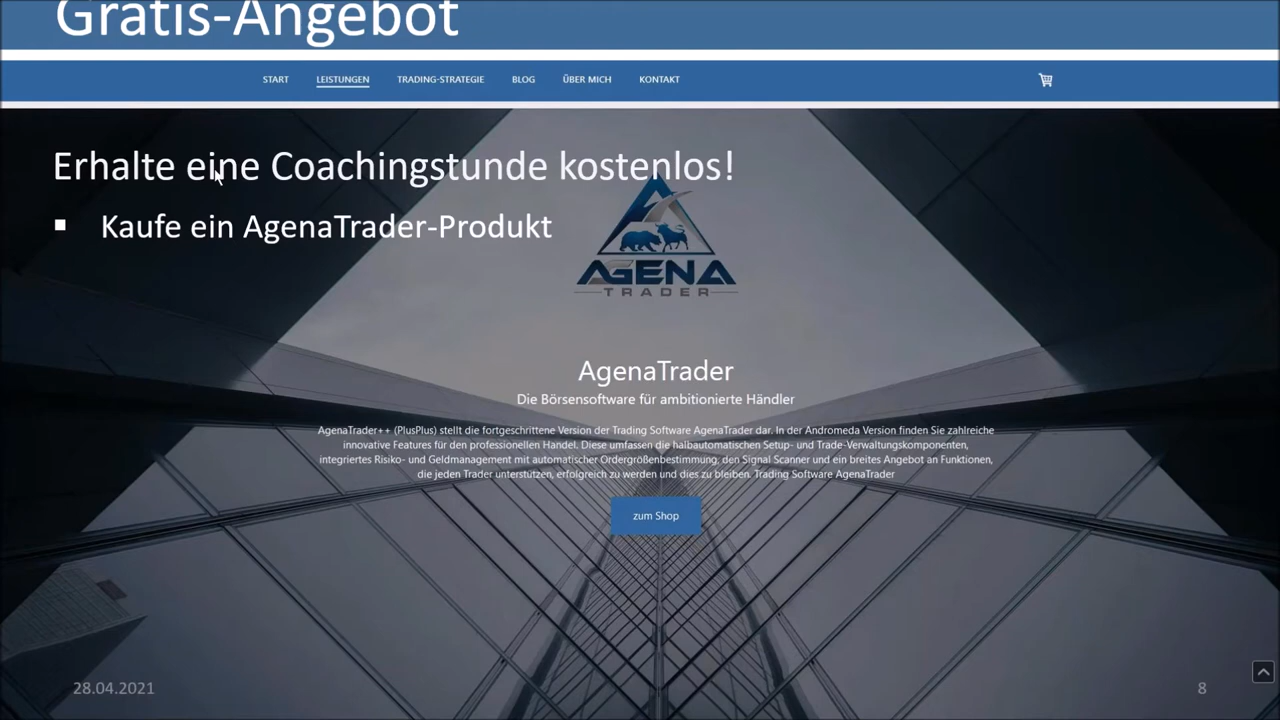 Gratis-Angebot
START LEISTUNGEN TRADING-STRATEGIE BLOG ÜBER MICH KONTAKT
Erhalte eine Coachingstunde kostenlos!
▪ Kaufe ein AgenaTrader-Produkt
AGENA
TRADER
AgenaTrader
Die Börsensoftware für ambitionierte Händler
AgenaTrader++ (PlusPlus) stellt die fortgeschrittene Version der Trading Software AgenaTrader dar. In der Andromeda Version finden Sie zahlreiche
innovative Features für den professionellen Handel. Diese umfassen die halbautomatischen Setup- und Trade-Verwaltungskomponenten,
integriertes Risiko- und Geldmanagement mit automatischer Ordergrößenbestimmung, den Signal Scanner und ein breites Angebot an Funktionen,
die jeden Trader unterstützen, erfolgreich zu werden und dies zu bleiben. Trading Software AgenaTrader
zum Shop
28.04.2021
8